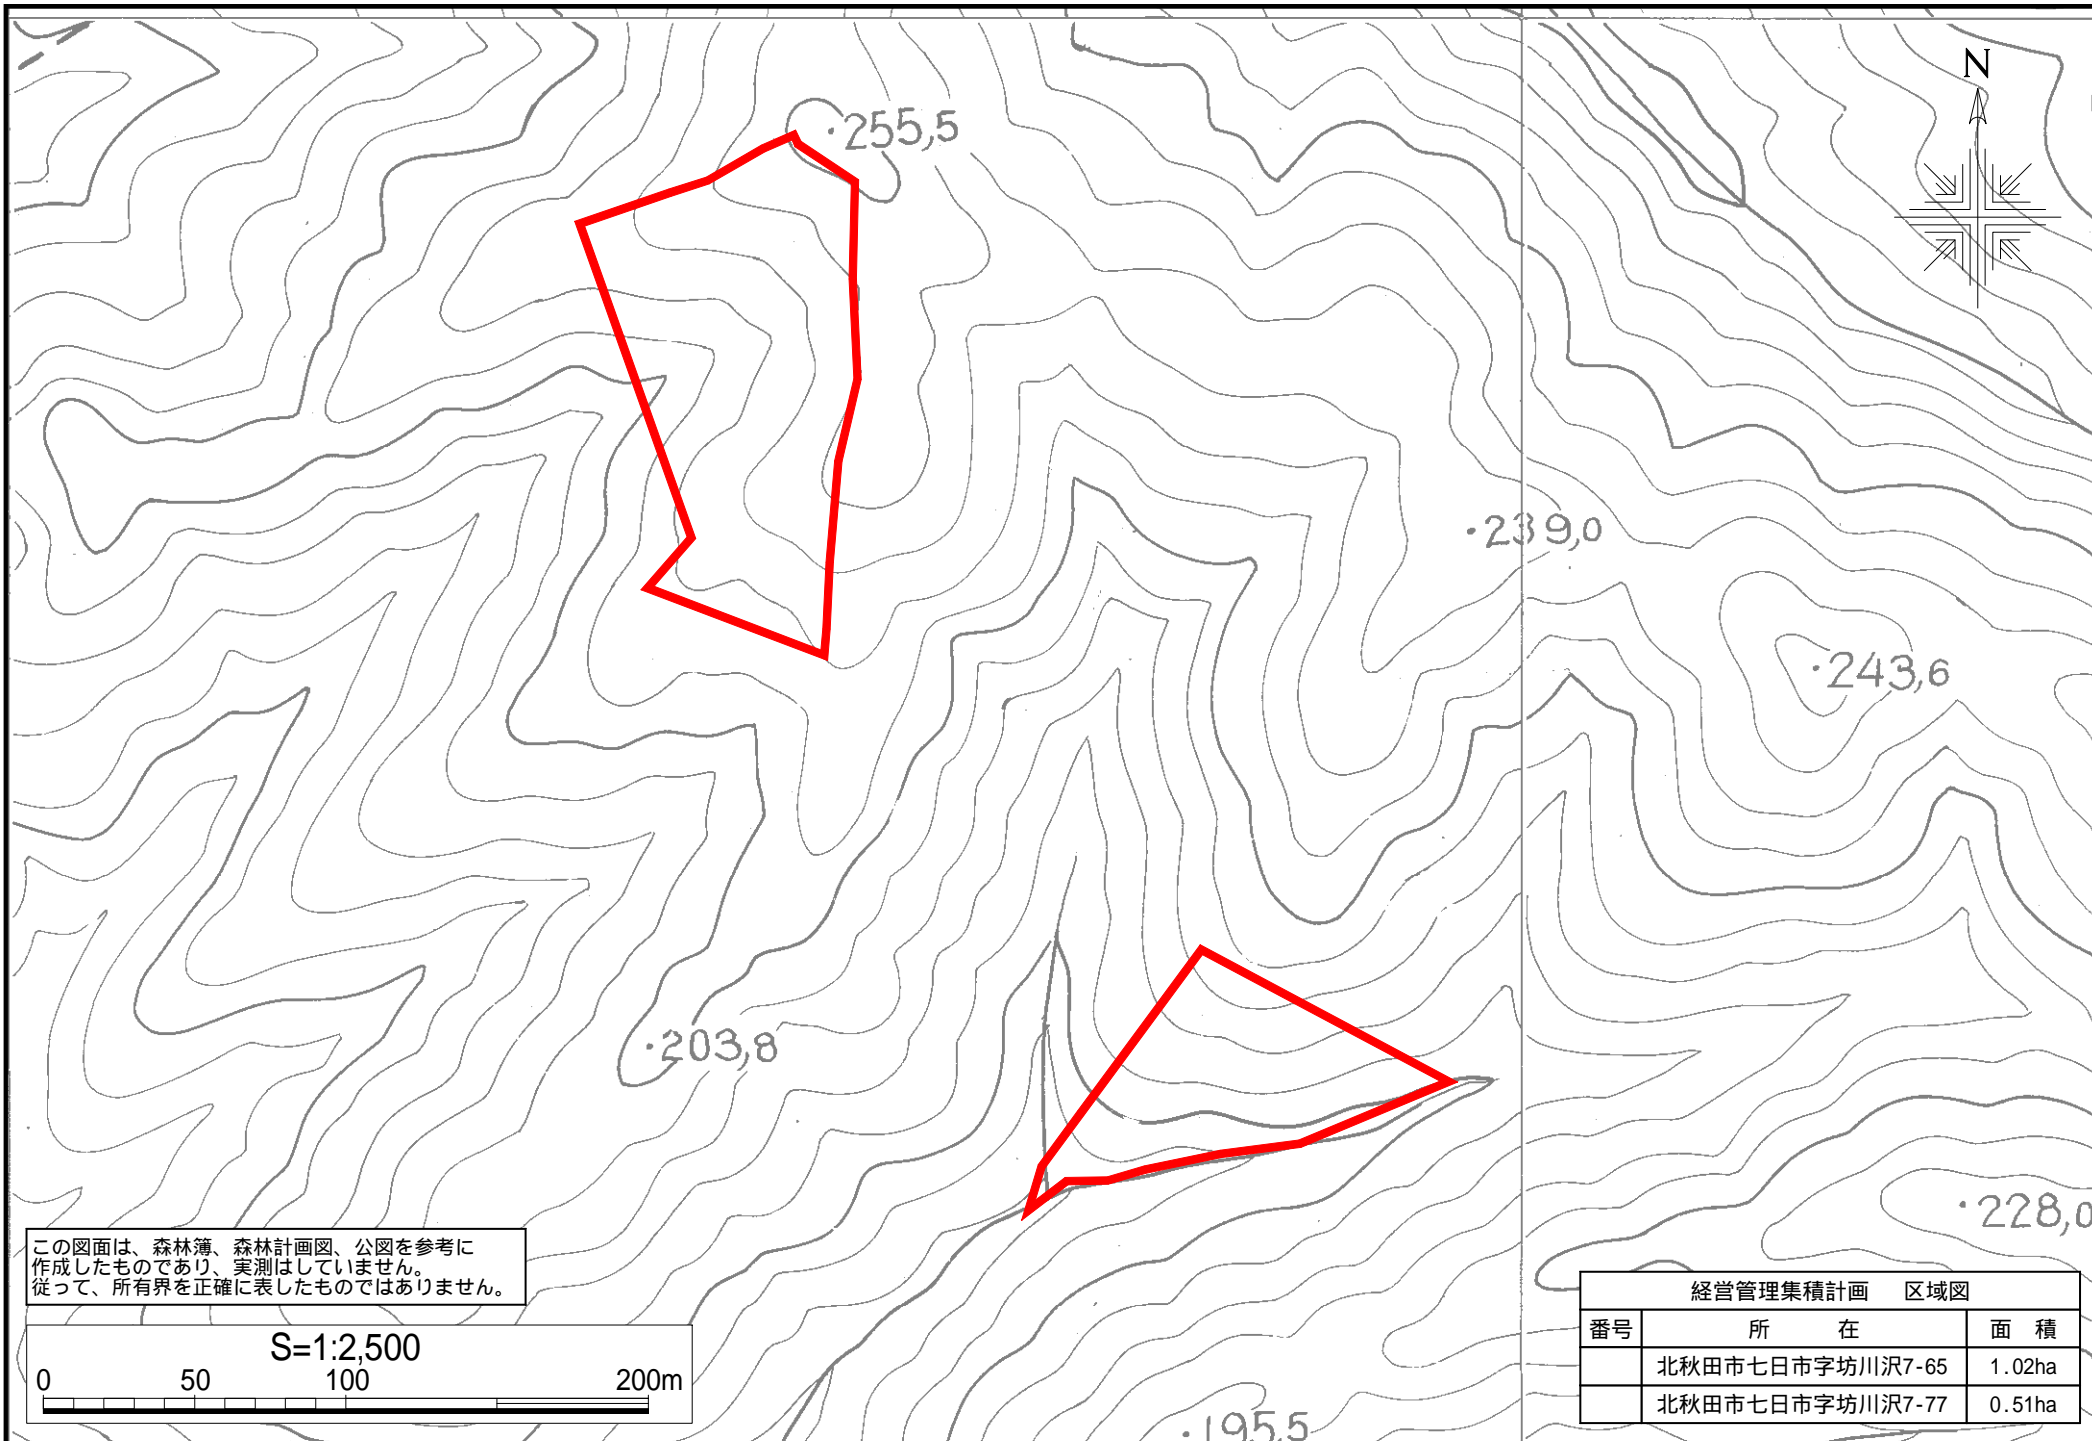 N
255,5
239,0
243,6
203,8
228,0
195,5
この図面は、森林簿、森林計画図、公図を参考に
作成したものであり、実測はしていません。
従って、所有界を正確に表したものではありません。
S=1:2,500
0 50 100 200m
経営管理集積計画 区域図
番号 所 在 面 積
北秋田市七日市字坊川沢7-65 1.02ha
北秋田市七日市字坊川沢7-77 0.51ha